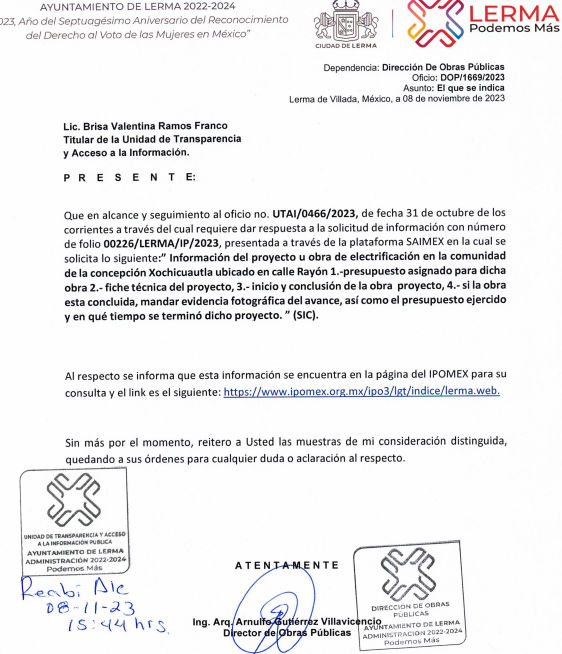 AYUNTAMIENTO DE LERMA 2022-2024
023, Año del Septuagésimo Aniversario del Reconocimiento
del Derecho al Voto de las Mujeres en México"
CIUDAD DE LERMA
LERMA
Podemos Más
Dependencia: Dirección De Obras Públicas
Oficio: DOP/1669/2023
Asunto: El que se indica
Lerma de Villada, México, a 08 de noviembre de 2023
Lic. Brisa Valentina Ramos Franco
Titular de la Unidad de Transparencia
y Acceso a la Información.
P R E S E N T E:
Que en alcance y seguimiento al oficio no. UTAI/0466/2023, de fecha 31 de octubre de los
corrientes a través del cual requiere dar respuesta a la solicitud de información con número
de folio 00226/LERMA/IP/2023, presentada a través de la plataforma SAIMEX en la cual se
solicita lo siguiente:" Información del proyecto u obra de electrificación en la comunidad
de la concepción Xochicuautla ubicado en calle Rayón 1.-presupuesto asignado para dicha
obra 2.- fiche técnica del proyecto, 3.- inicio y conclusión de la obra proyecto, 4.- si la obra
esta concluida, mandar evidencia fotográfica del avance, así como el presupuesto ejercido
y en qué tiempo se terminó dicho proyecto. " (SIC).
Al respecto se informa que esta información se encuentra en la página del IPOMEX para su
consulta y el link es el siguiente: https://www.ipomex.org.mx/ipo3/lgt/indice/lerma.web.
Sin más por el momento, reitero a Usted las muestras de mi consideración distinguida,
quedando a sus órdenes para cualquier duda o aclaración al respecto.
UNIDAD DE TRANSPARENCIA Y ACCESO
A LA INFORMACIÓN PÚBLICA
AYUNTAMIENTO DE LERMA
ADMINISTRACIÓN 2022-2024
Podemos Más
Recibí Ale
08-11-23
15:44 hrs.
A T E N T A M E N T E
Ing. Arq. Arnulfo Gutiérrez Villavicencio
Director de Obras Públicas
DIRECCIÓN DE OBRAS
PÚBLICAS
AYUNTAMIENTO DE LERMA
ADMINISTRACIÓN 2022-2024
Podemos Más